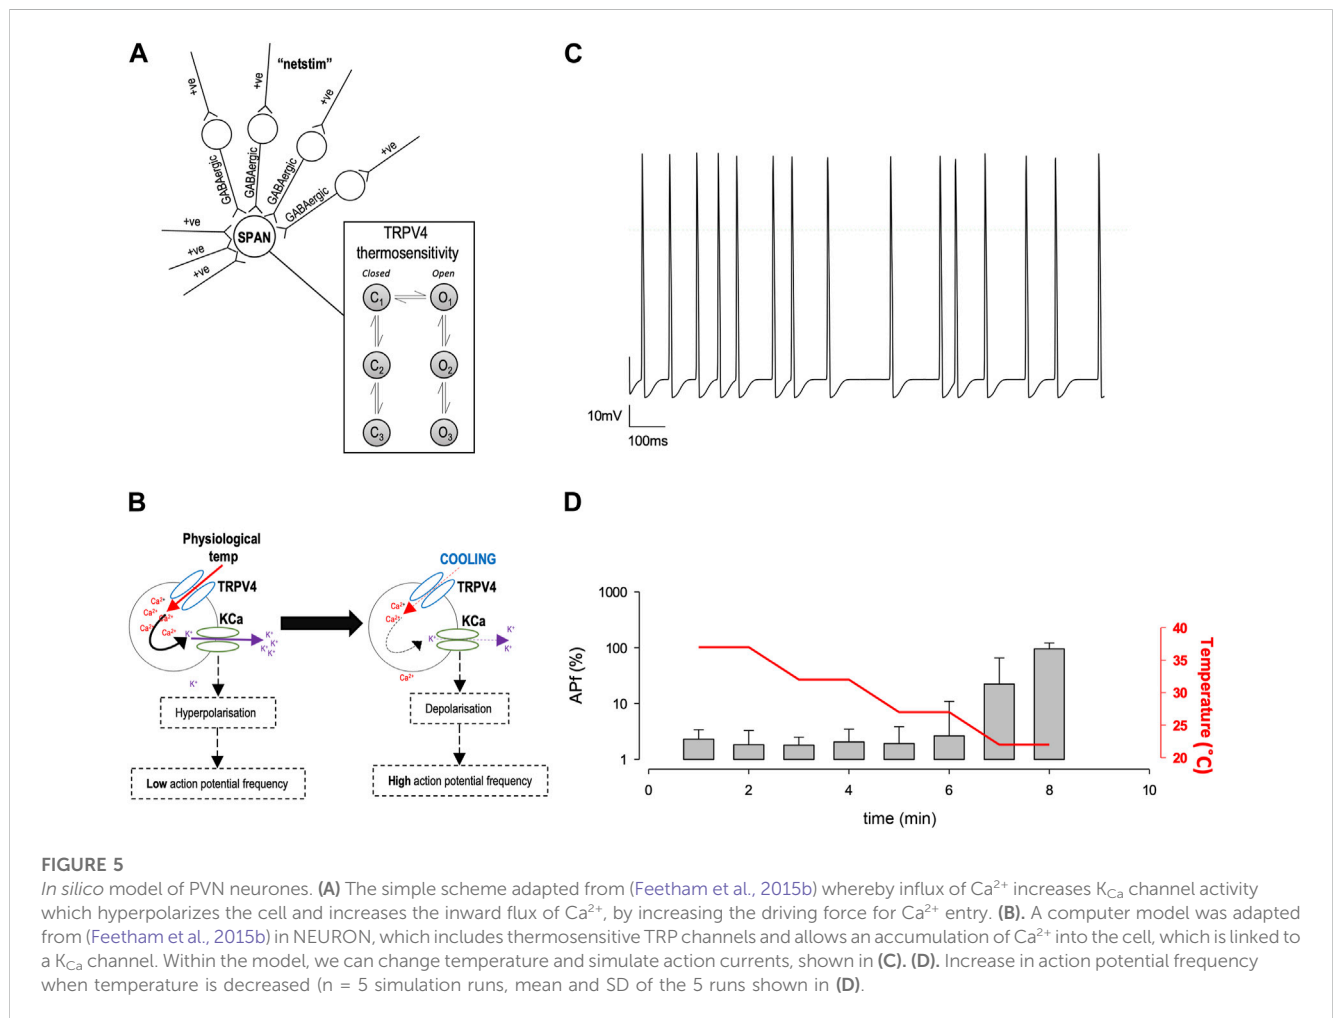 A
"netstim"
+ve
+ve
+ve
+ve
GABAergic
GABAergic
GABAergic
GABAergic
+ve
+ve
+ve
SPAN
TRPV4
thermosensitivity
Closed
Open
C1
O1
C2
O2
C3
O3
B
Physiological
temp
TRPV4
Ca²⁺
Ca²⁺
Ca²⁺
Ca²⁺
Ca²⁺
KCa
K⁺
K⁺
K⁺
K⁺
K⁺
K⁺
Hyperpolarisation
Low action potential frequency
COOLING
TRPV4
Ca²⁺
Ca²⁺
KCa
K⁺
K⁺
K⁺
K⁺
Ca²⁺
Depolarisation
High action potential frequency
C
10mV
100ms
D
1000
100
10
1
APf (%)
0
2
4
6
8
10
time (min)
40
35
30
25
20
Temperature (°C)
FIGURE 5
In silico model of PVN neurones. (A) The simple scheme adapted from (Feetham et al., 2015b) whereby influx of Ca²⁺ increases KCa channel activity
which hyperpolarizes the cell and increases the inward flux of Ca²⁺, by increasing the driving force for Ca²⁺ entry. (B). A computer model was adapted
from (Feetham et al., 2015b) in NEURON, which includes thermosensitive TRP channels and allows an accumulation of Ca²⁺ into the cell, which is linked to
a KCa channel. Within the model, we can change temperature and simulate action currents, shown in (C). (D). Increase in action potential frequency
when temperature is decreased (n = 5 simulation runs, mean and SD of the 5 runs shown in (D).